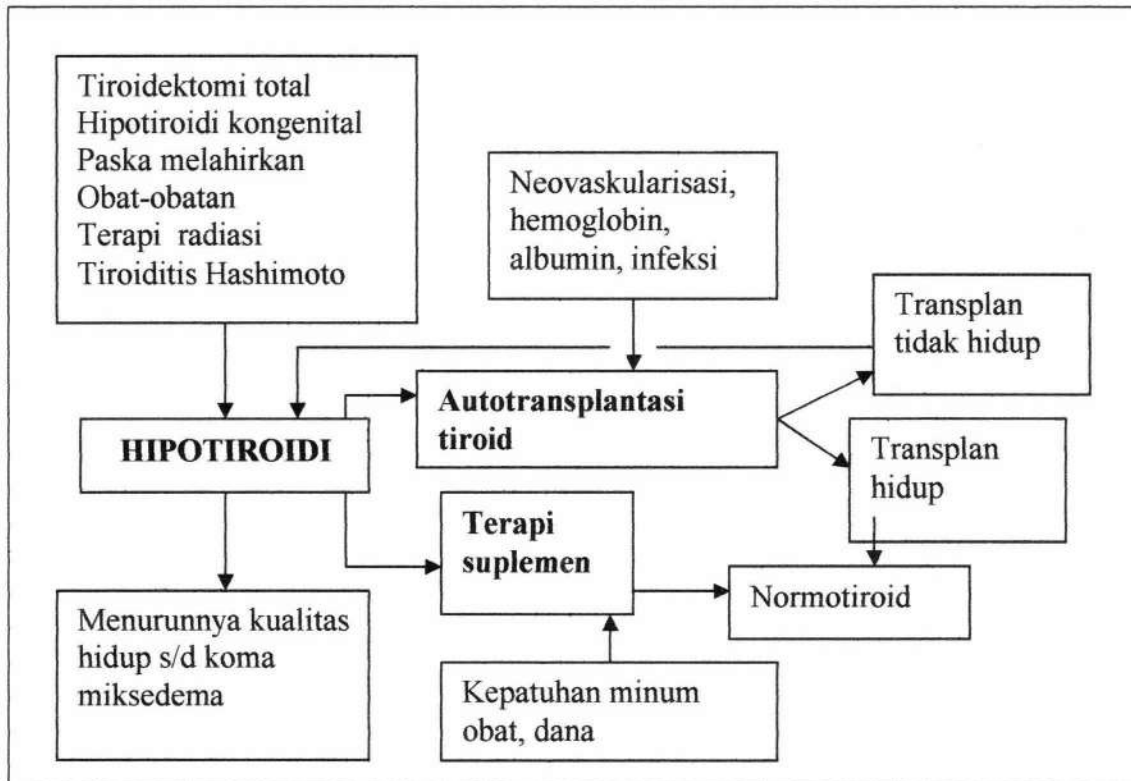 Tiroidektomi total
Hipotiroidi kongenital
Paska melahirkan
Obat-obatan
Terapi radiasi
Tiroiditis Hashimoto
Neovaskularisasi,
hemoglobin,
albumin, infeksi
Transplan
tidak hidup
Autotransplantasi
tiroid
HIPOTIROIDI
Transplan
hidup
Terapi
suplemen
Normotiroid
Menurunnya kualitas
hidup s/d koma
miksedema
Kepatuhan minum
obat, dana